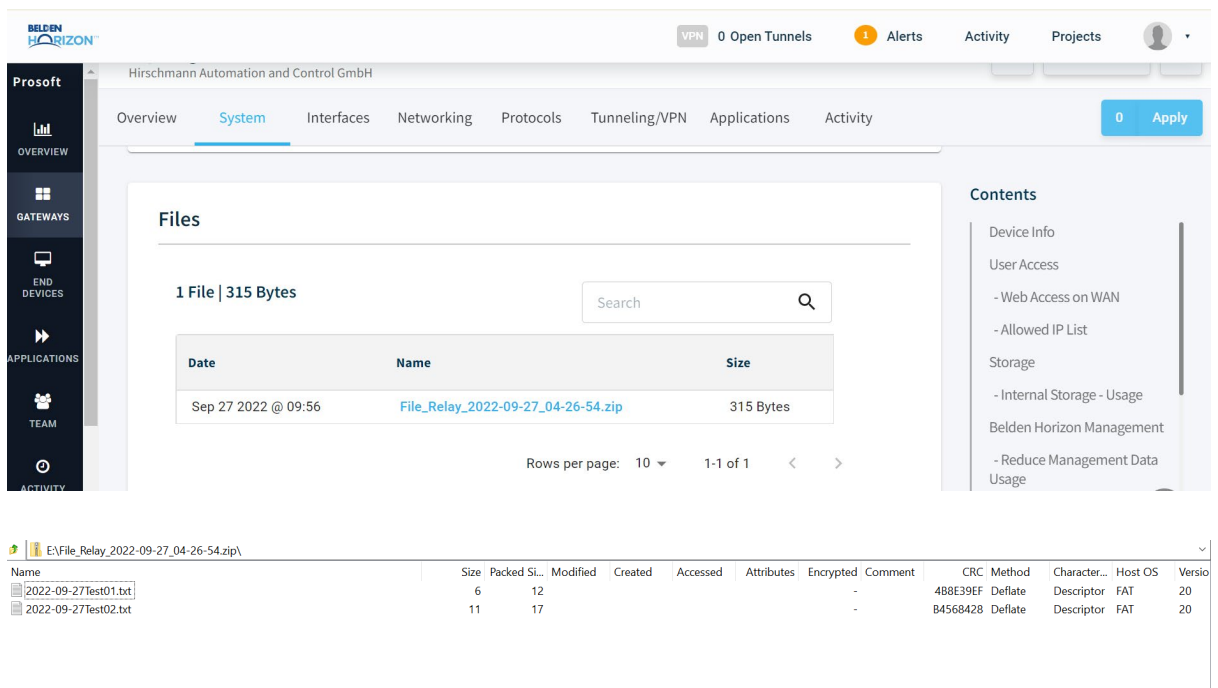 BELDEN
HORIZON™
VPN 0 Open Tunnels
1 Alerts
Activity
Projects
Prosoft
Hirschmann Automation and Control GmbH
Overview System Interfaces Networking Protocols Tunneling/VPN Applications Activity
0 Apply
OVERVIEW
GATEWAYS
END
DEVICES
APPLICATIONS
TEAM
ACTIVITY
Files
1 File | 315 Bytes
Search
Date Name Size
Sep 27 2022 @ 09:56 File_Relay_2022-09-27_04-26-54.zip 315 Bytes
Rows per page: 10 1-1 of 1
Contents
Device Info
User Access
- Web Access on WAN
- Allowed IP List
Storage
- Internal Storage - Usage
Belden Horizon Management
- Reduce Management Data
Usage
E:\File_Relay_2022-09-27_04-26-54.zip\
Name Size Packed Si... Modified Created Accessed Attributes Encrypted Comment CRC Method Character... Host OS Versio
2022-09-27Test01.txt 6 12 - 4B8E39EF Deflate Descriptor FAT 20
2022-09-27Test02.txt 11 17 - B4568428 Deflate Descriptor FAT 20